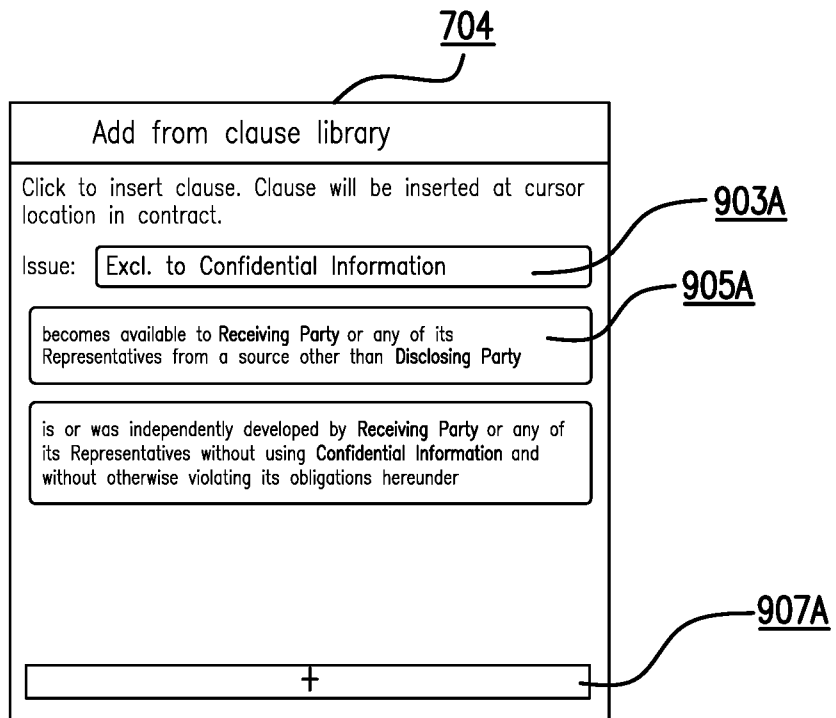 704
Add from clause library
Click to insert clause. Clause will be inserted at cursor
location in contract.
903A
Issue: Excl. to Confidential Information
905A
becomes available to Receiving Party or any of its
Representatives from a source other than Disclosing Party
is or was independently developed by Receiving Party or any of
its Representatives without using Confidential Information and
without otherwise violating its obligations hereunder
907A
+